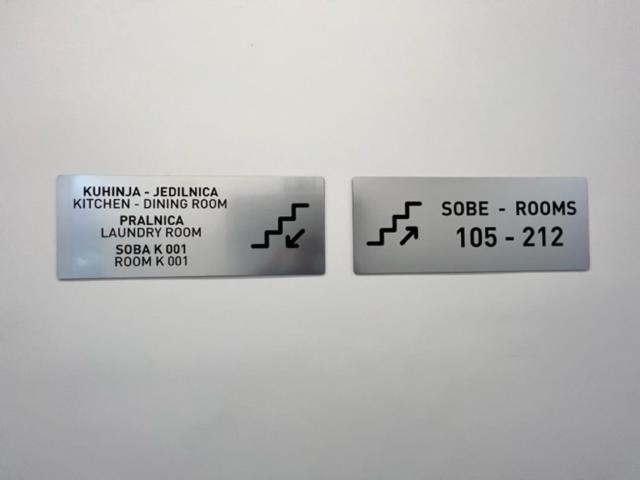 KUHINJA - JEDILNICA
KITCHEN - DINING ROOM
PRALNICA
LAUNDRY ROOM
SOBA K 001
ROOM K 001
SOBE - ROOMS
105 - 212